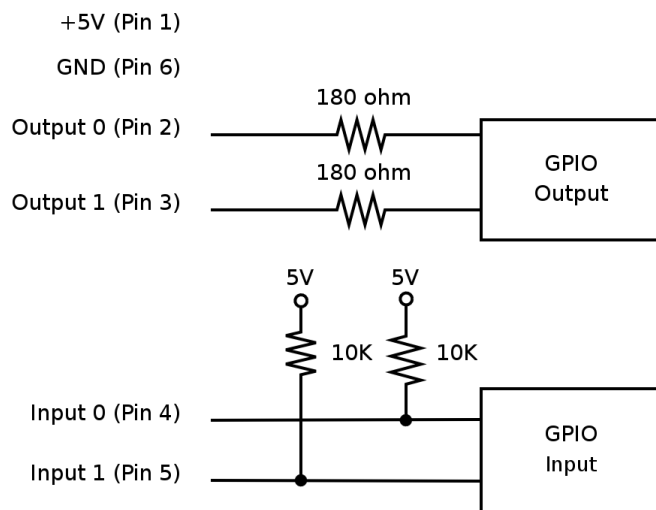 +5V (Pin 1)
GND (Pin 6)
180 ohm
Output 0 (Pin 2)
GPIO
Output
180 ohm
Output 1 (Pin 3)
5V
5V
10K
10K
Input 0 (Pin 4)
GPIO
Input
Input 1 (Pin 5)